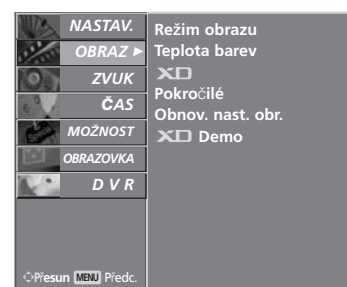 NASTAV.
OBRAZ ►
ZVUK
ČAS
MOŽNOST
OBRAZOVKA
D V R
Přesun MENU Předc.
Režim obrazu
Teplota barev
XD
Pokročilé
Obnov. nast. obr.
XD Demo